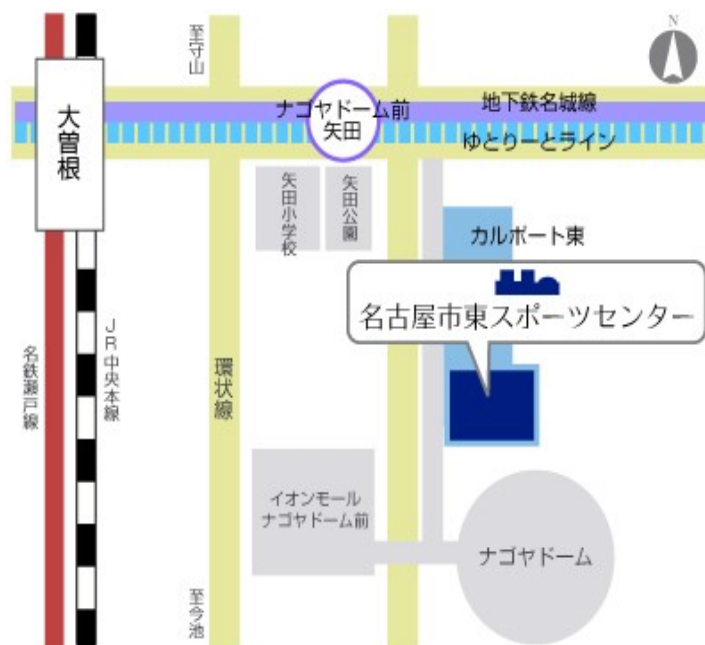 至守山
N
大曽根
ナゴヤドーム前
矢田
地下鉄名城線
ゆとりーとライン
矢田小学校
矢田公園
カルポート東
名古屋市東スポーツセンター
名鉄瀬戸線
JR中央本線
環状線
イオンモール
ナゴヤドーム前
ナゴヤドーム
至今池